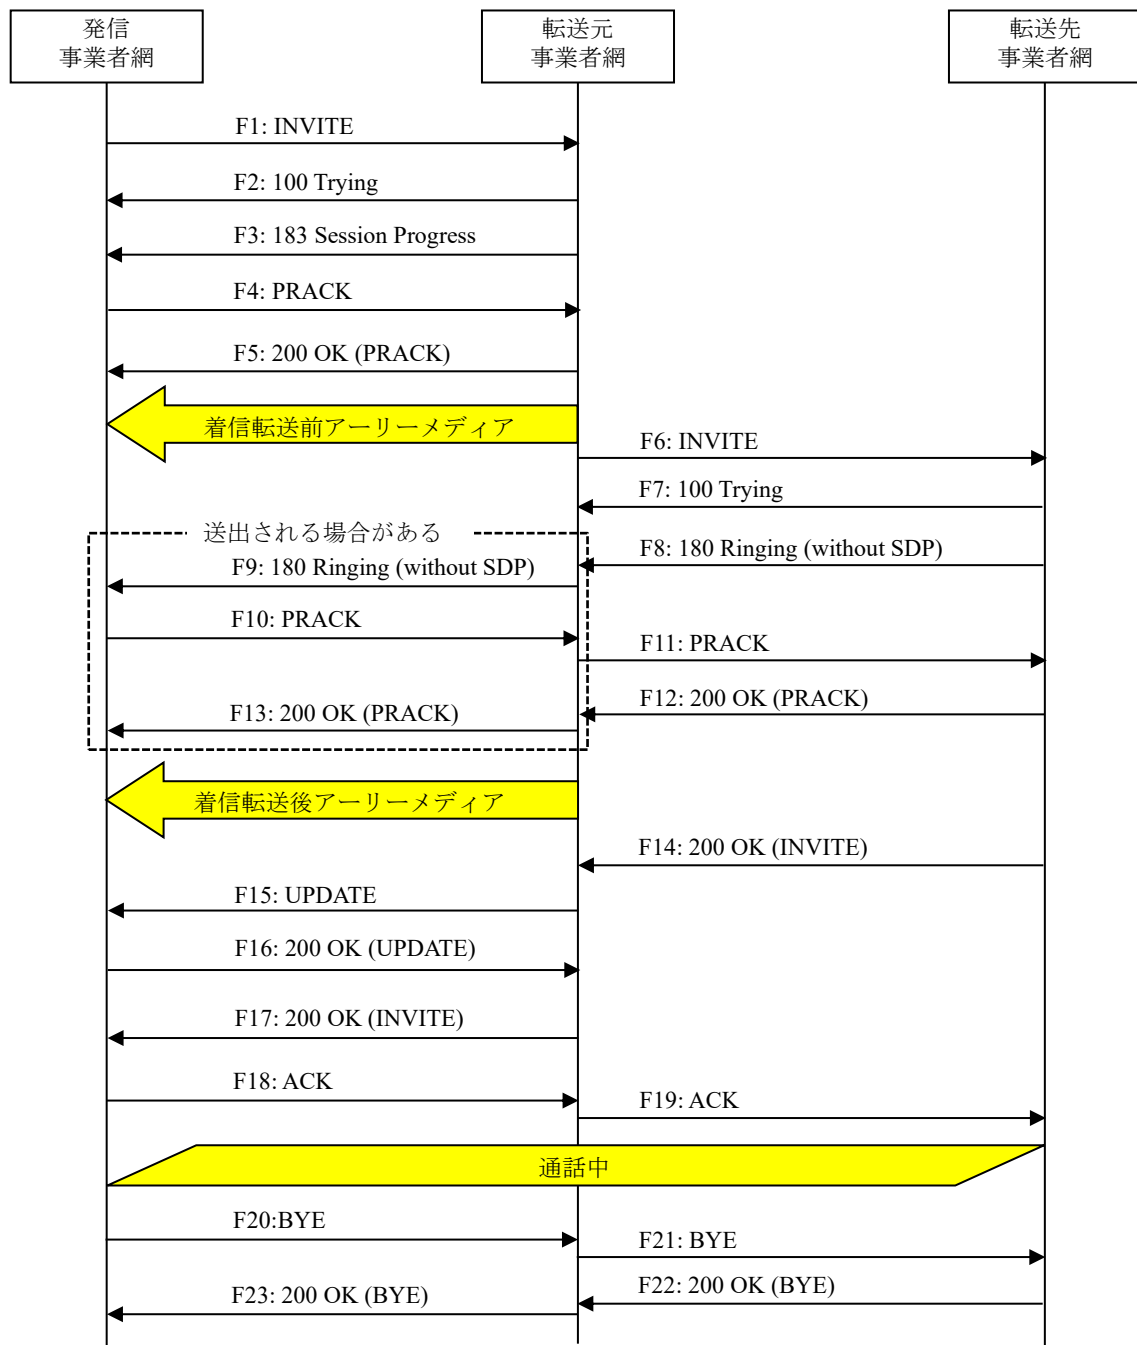 発信
事業者網
転送元
事業者網
転送先
事業者網
F1: INVITE
F2: 100 Trying
F3: 183 Session Progress
F4: PRACK
F5: 200 OK (PRACK)
着信転送前アーリーメディア
F6: INVITE
F7: 100 Trying
送出される場合がある
F8: 180 Ringing (without SDP)
F9: 180 Ringing (without SDP)
F10: PRACK
F11: PRACK
F12: 200 OK (PRACK)
F13: 200 OK (PRACK)
着信転送後アーリーメディア
F14: 200 OK (INVITE)
F15: UPDATE
F16: 200 OK (UPDATE)
F17: 200 OK (INVITE)
F18: ACK
F19: ACK
通話中
F20:BYE
F21: BYE
F22: 200 OK (BYE)
F23: 200 OK (BYE)